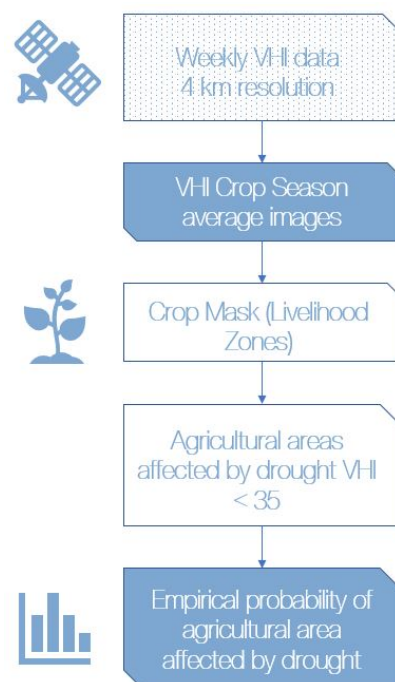 Weekly VHI data
4 km resolution
VHI Crop Season
average images
Crop Mask (Livelihood
Zones)
Agricultural areas
affected by drought VHI
< 35
Empirical probability of
agricultural area
affected by drought